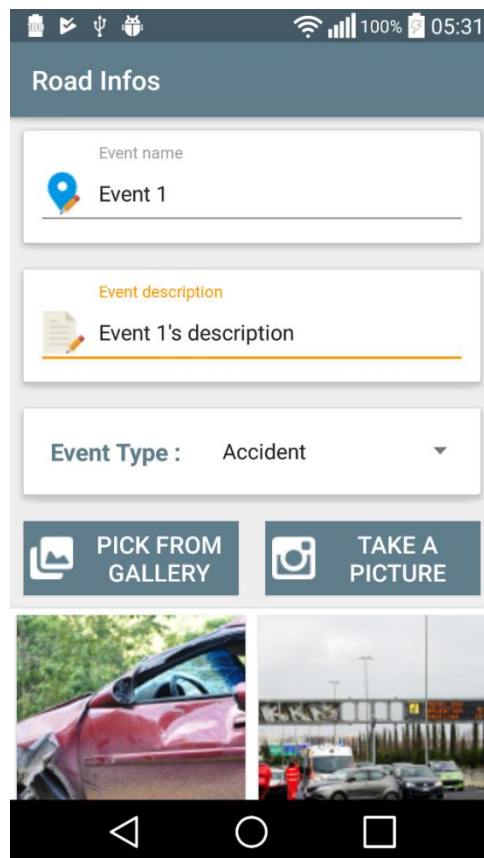 100% 05:31
Road Infos
Event name
Event 1
Event description
Event 1's description
Event Type : Accident
PICK FROM
GALLERY
TAKE A
PICTURE